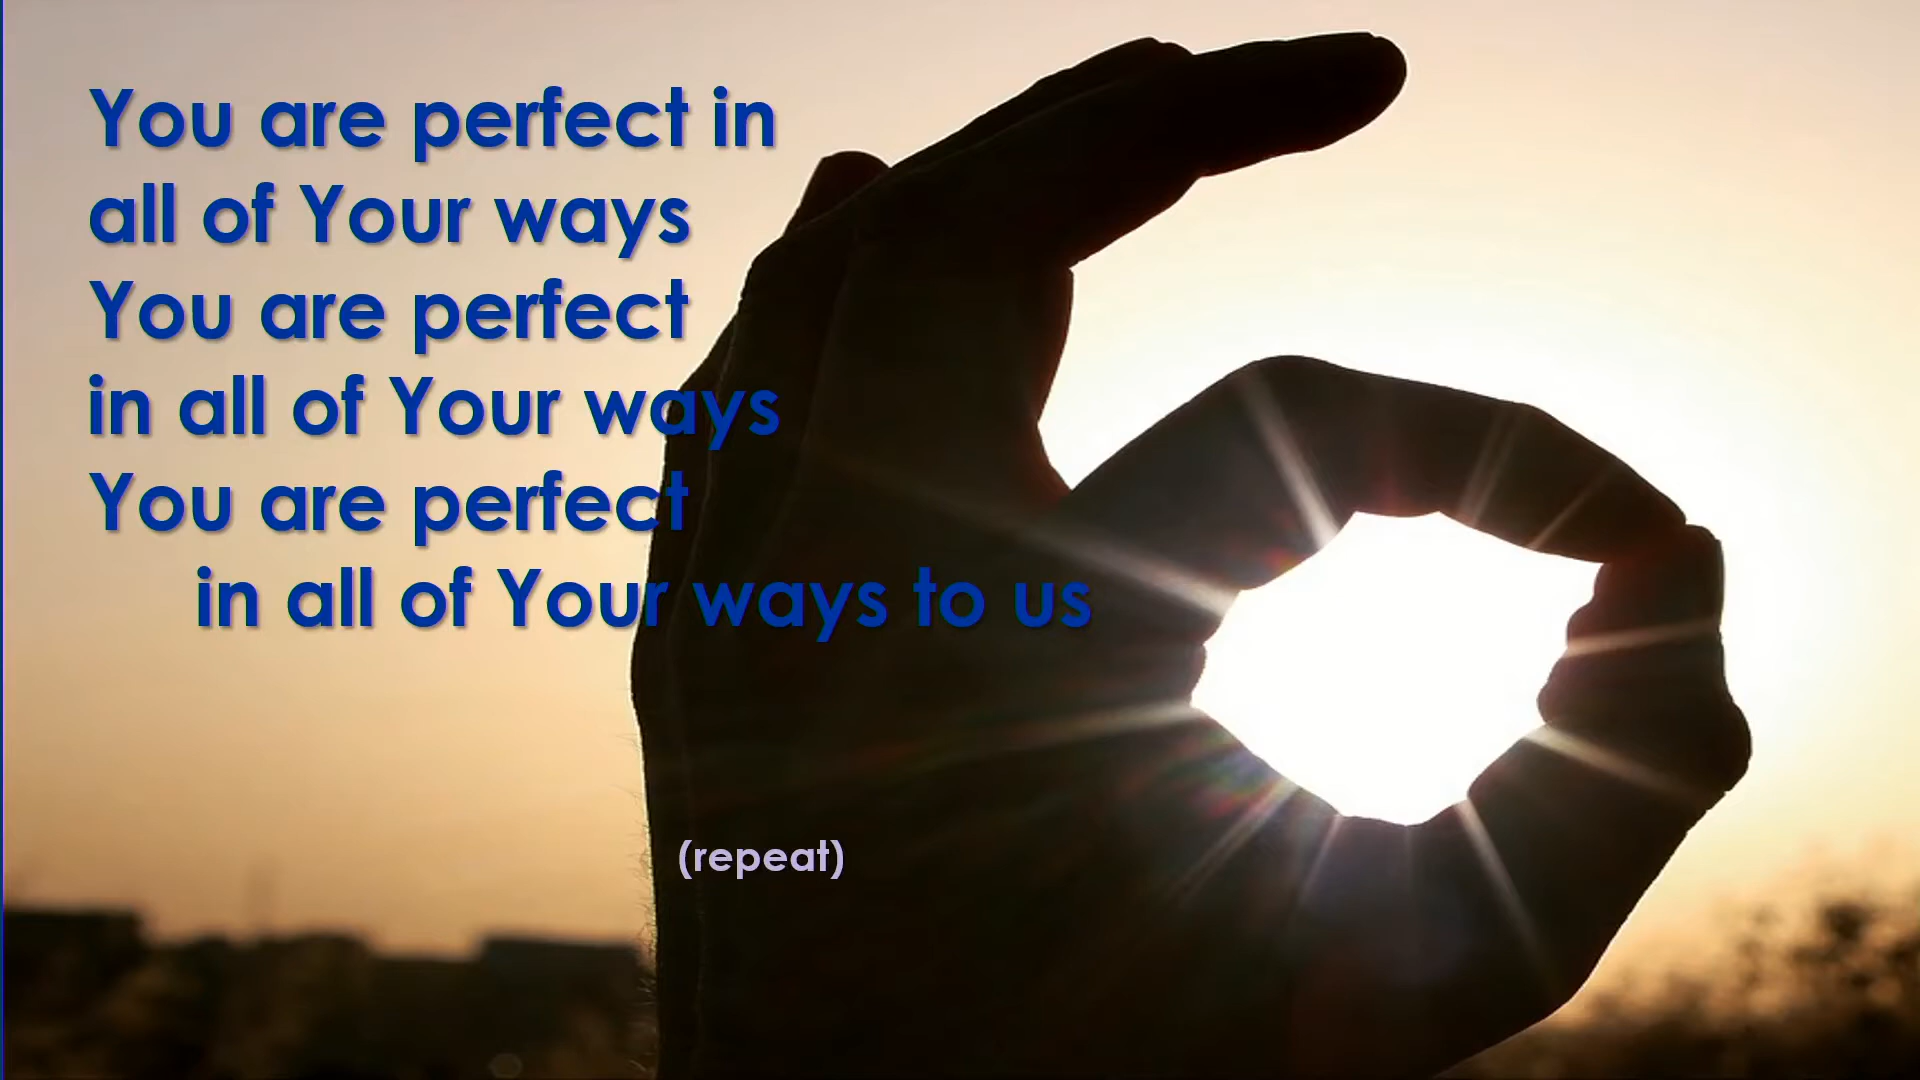 You are perfect in
all of Your ways
You are perfect
in all of Your ways
You are perfect
in all of Your ways to us
(repeat)